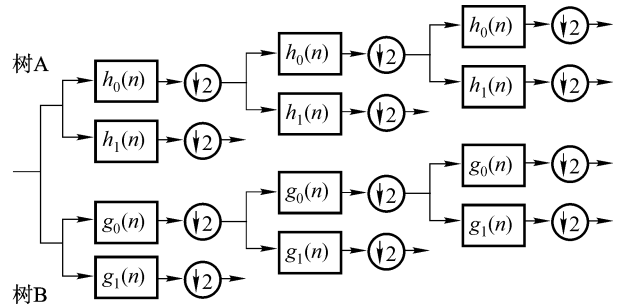 树A
h₀(n) ↓2 h₀(n) ↓2 h₀(n) ↓2
h₁(n) ↓2 h₁(n) ↓2 h₁(n) ↓2
g₀(n) ↓2 g₀(n) ↓2 g₀(n) ↓2
g₁(n) ↓2 g₁(n) ↓2 g₁(n) ↓2
树B